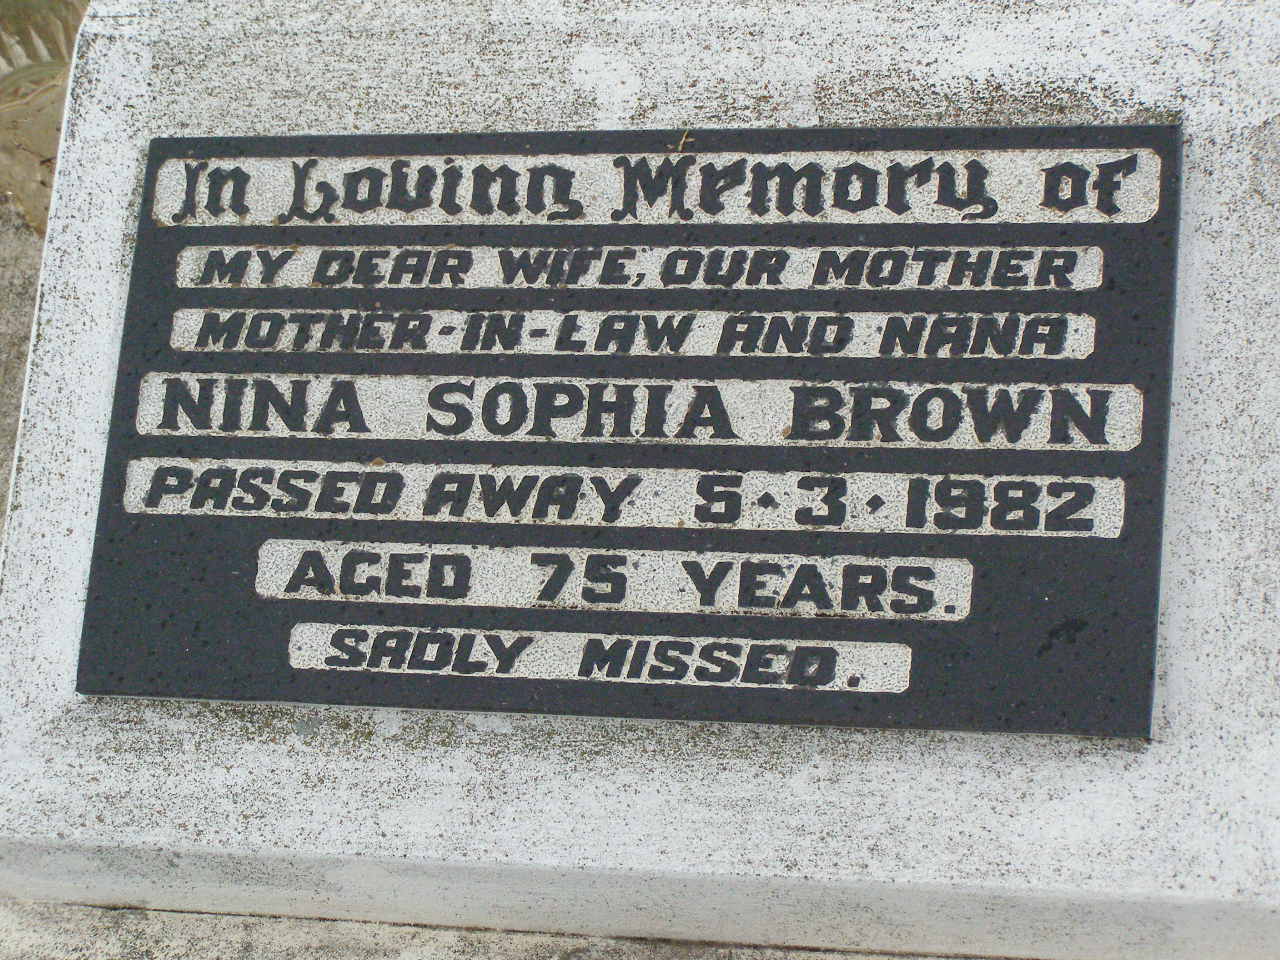 In Loving Memory of
MY DEAR WIFE, OUR MOTHER
MOTHER-IN-LAW AND NANA
NINA SOPHIA BROWN
PASSED AWAY 5·3·1982
AGED 75 YEARS.
SADLY MISSED.